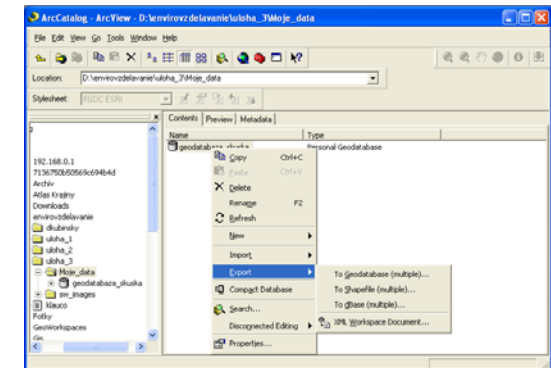 ArcCatalog - ArcView - D:\envirovzdelavanie\uloha_3\Moje_data
File Edit View Go Tools Window Help
Location: D:\envirovzdelavanie\uloha_3\Moje_data
Stylesheet: FGDC ESRI
Contents Preview Metadata
Name Type
geodatabaza_skuska Personal Geodatabase
192.168.0.1
7136750b50569c694b4d
Archív
Atlas Krajiny
Downloads
envirovzdelavanie
dlubinsky
uloha_1
uloha_2
uloha_3
Moje_data
geodatabaza_skuska
sw_images
klauco
Fotky
GeoWorkspaces
Gis
Copy Ctrl+C
Paste Ctrl+V
Delete
Rename F2
Refresh
New
Import
Export
Compact Database
Search...
Disconnected Editing
Properties...
To Geodatabase (multiple)...
To Shapefile (multiple)...
To dBase (multiple)...
XML Workspace Document...